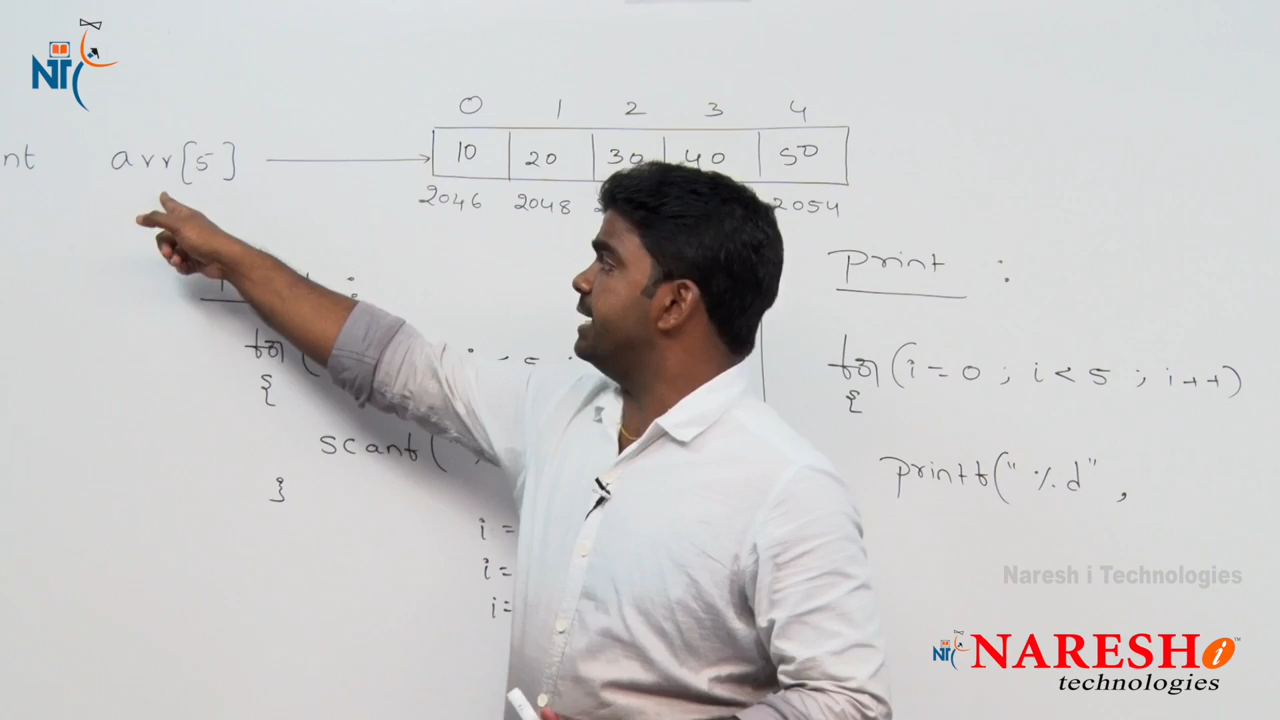 NT
0 1 2 3 4
arr[5] 10 20 30 40 50
2046 2048 2054
Print :
for(i=0 ; i<5 ; i++)
for(
{
{
scanf("
printf("%d",
}
i=
i=
i=
Naresh i Technologies
NT NARESH i ™
technologies